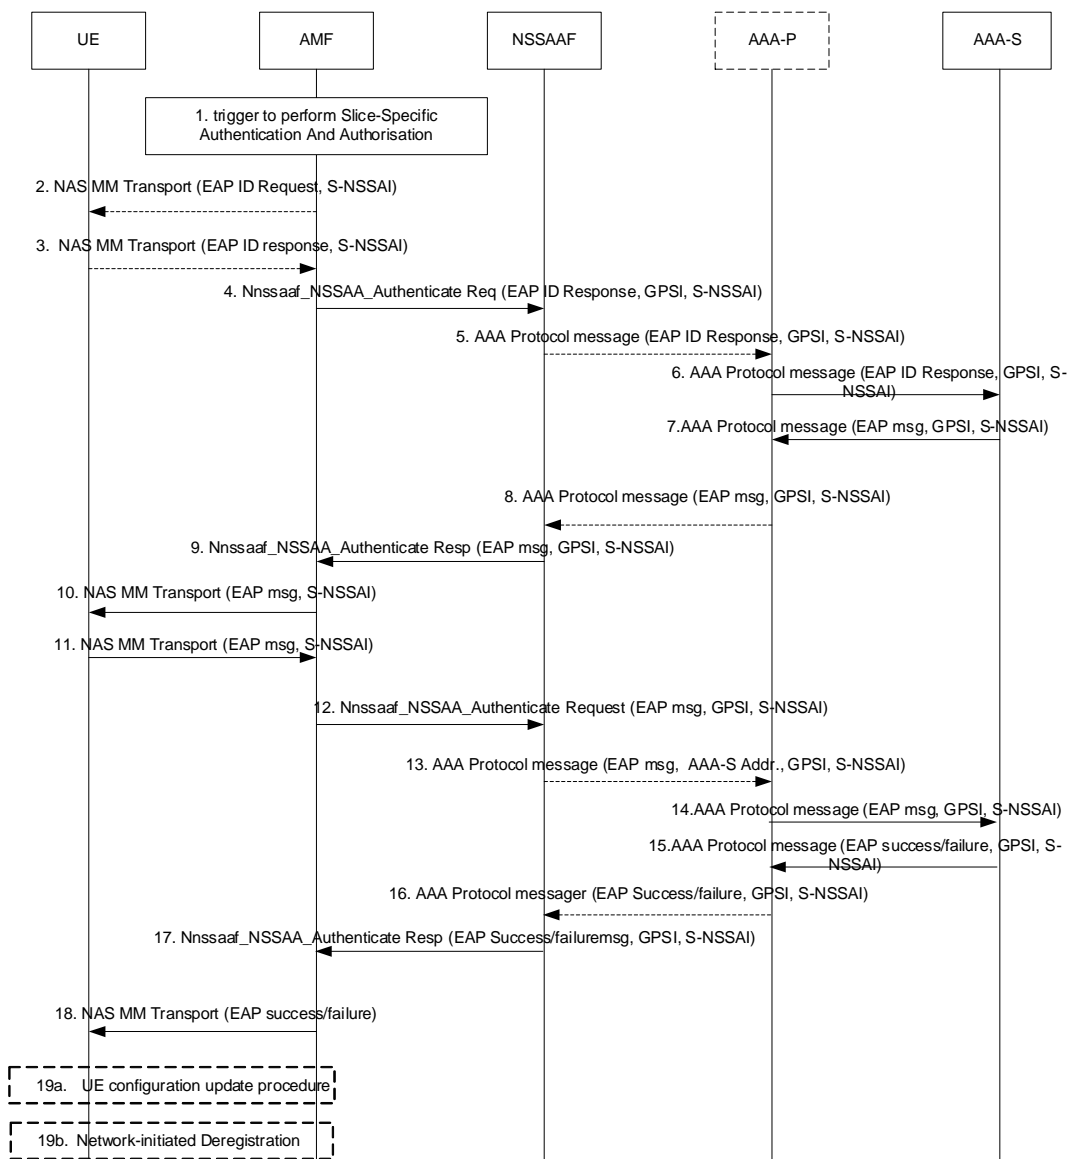 UE
AMF
NSSAAF
AAA-P
AAA-S
1. trigger to perform Slice-Specific
Authentication And Authorisation
2. NAS MM Transport (EAP ID Request, S-NSSAI)
3. NAS MM Transport (EAP ID response, S-NSSAI)
4. Nnssaaf_NSSAA_Authenticate Req (EAP ID Response, GPSI, S-NSSAI)
5. AAA Protocol message (EAP ID Response, GPSI, S-NSSAI)
6. AAA Protocol message (EAP ID Response, GPSI, S-
NSSAI)
7.AAA Protocol message (EAP msg, GPSI, S-NSSAI)
8. AAA Protocol message (EAP msg, GPSI, S-NSSAI)
9. Nnssaaf_NSSAA_Authenticate Resp (EAP msg, GPSI, S-NSSAI)
10. NAS MM Transport (EAP msg, S-NSSAI)
11. NAS MM Transport (EAP msg, S-NSSAI)
12. Nnssaaf_NSSAA_Authenticate Request (EAP msg, GPSI, S-NSSAI)
13. AAA Protocol message (EAP msg, AAA-S Addr., GPSI, S-NSSAI)
14.AAA Protocol message (EAP msg, GPSI, S-NSSAI)
15.AAA Protocol message (EAP success/failure, GPSI, S-
NSSAI)
16. AAA Protocol messager (EAP Success/failure, GPSI, S-NSSAI)
17. Nnssaaf_NSSAA_Authenticate Resp (EAP Success/failuremsg, GPSI, S-NSSAI)
18. NAS MM Transport (EAP success/failure)
19a. UE configuration update procedure
19b. Network-initiated Deregistration